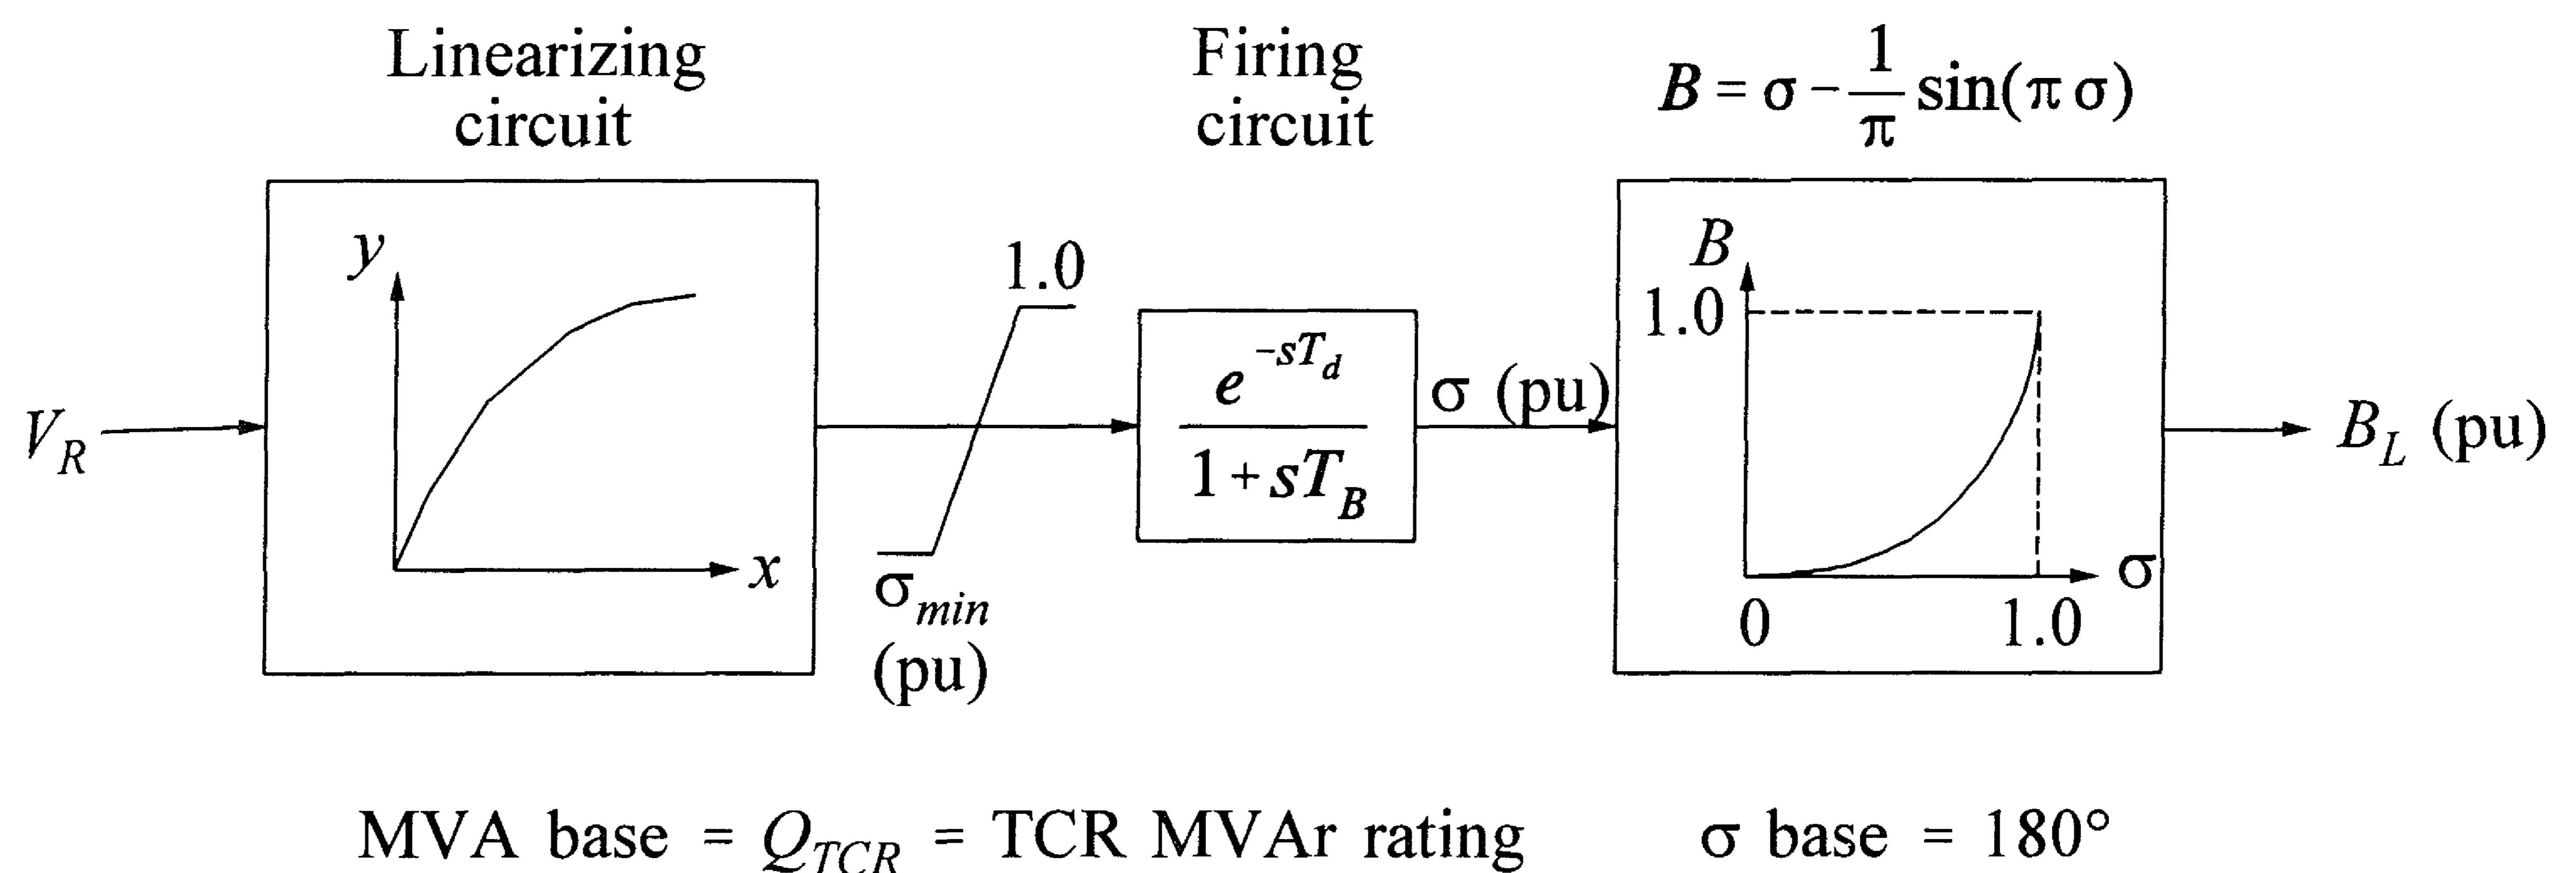 Linearizing
circuit
Firing
circuit
B = σ - 1/π sin(π σ)
y
x
V_R
1.0
σ_min
(pu)
e^{-sT_d} / 1 + sT_B
σ (pu)
B
1.0
0
1.0
σ
B_L (pu)
MVA base = Q_TCR = TCR MVAr rating
σ base = 180°